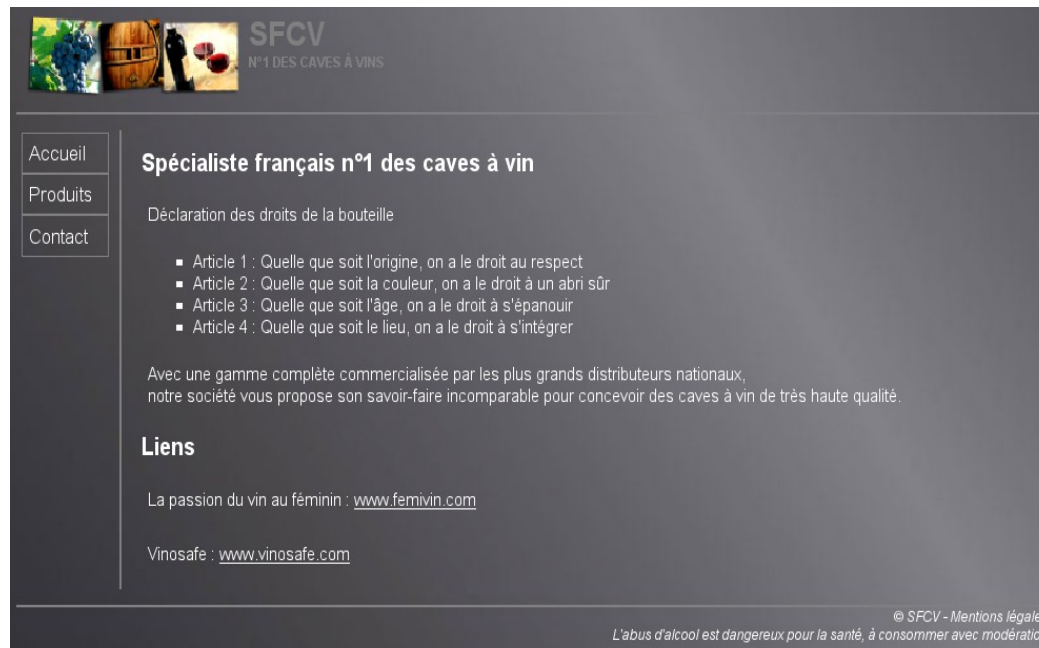 SFCV
N°1 DES CAVES À VINS
Accueil
Produits
Contact
Spécialiste français n°1 des caves à vin
Déclaration des droits de la bouteille
Article 1 : Quelle que soit l'origine, on a le droit au respect
Article 2 : Quelle que soit la couleur, on a le droit à un abri sûr
Article 3 : Quelle que soit l'âge, on a le droit à s'épanouir
Article 4 : Quelle que soit le lieu, on a le droit à s'intégrer
Avec une gamme complète commercialisée par les plus grands distributeurs nationaux,
notre société vous propose son savoir-faire incomparable pour concevoir des caves à vin de très haute qualité.
Liens
La passion du vin au féminin : www.femivin.com
Vinosafe : www.vinosafe.com
© SFCV - Mentions légale
L'abus d'alcool est dangereux pour la santé, à consommer avec modératio